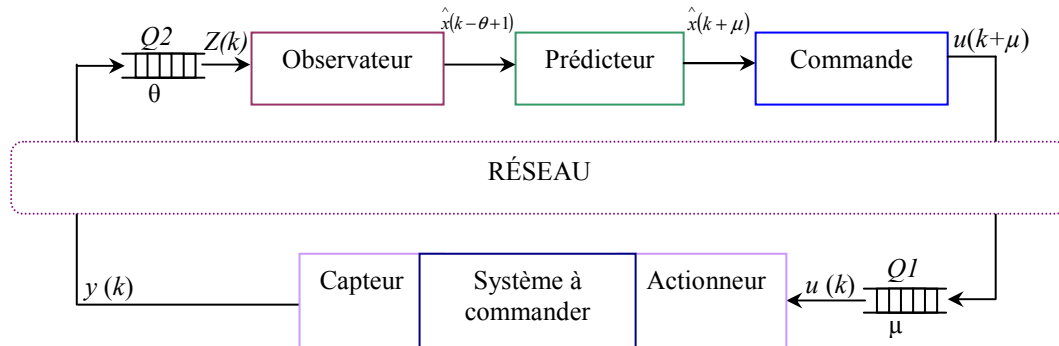 Q2
Z(k)
θ
Observateur
x̂(k−θ+1)
Prédicteur
x̂(k+μ)
Commande
u(k+μ)
RÉSEAU
y (k)
Capteur
Système à
commander
Actionneur
u (k)
Q1
μ